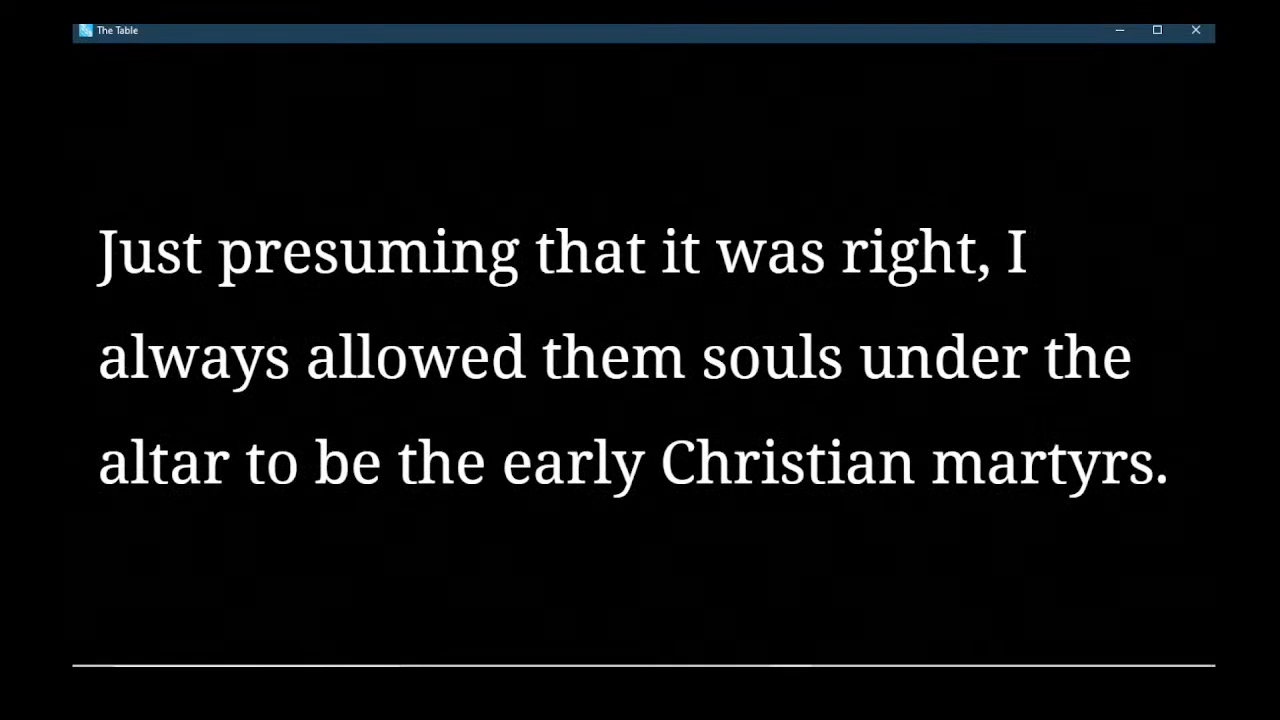 The Table
Just presuming that it was right, I
always allowed them souls under the
altar to be the early Christian martyrs.